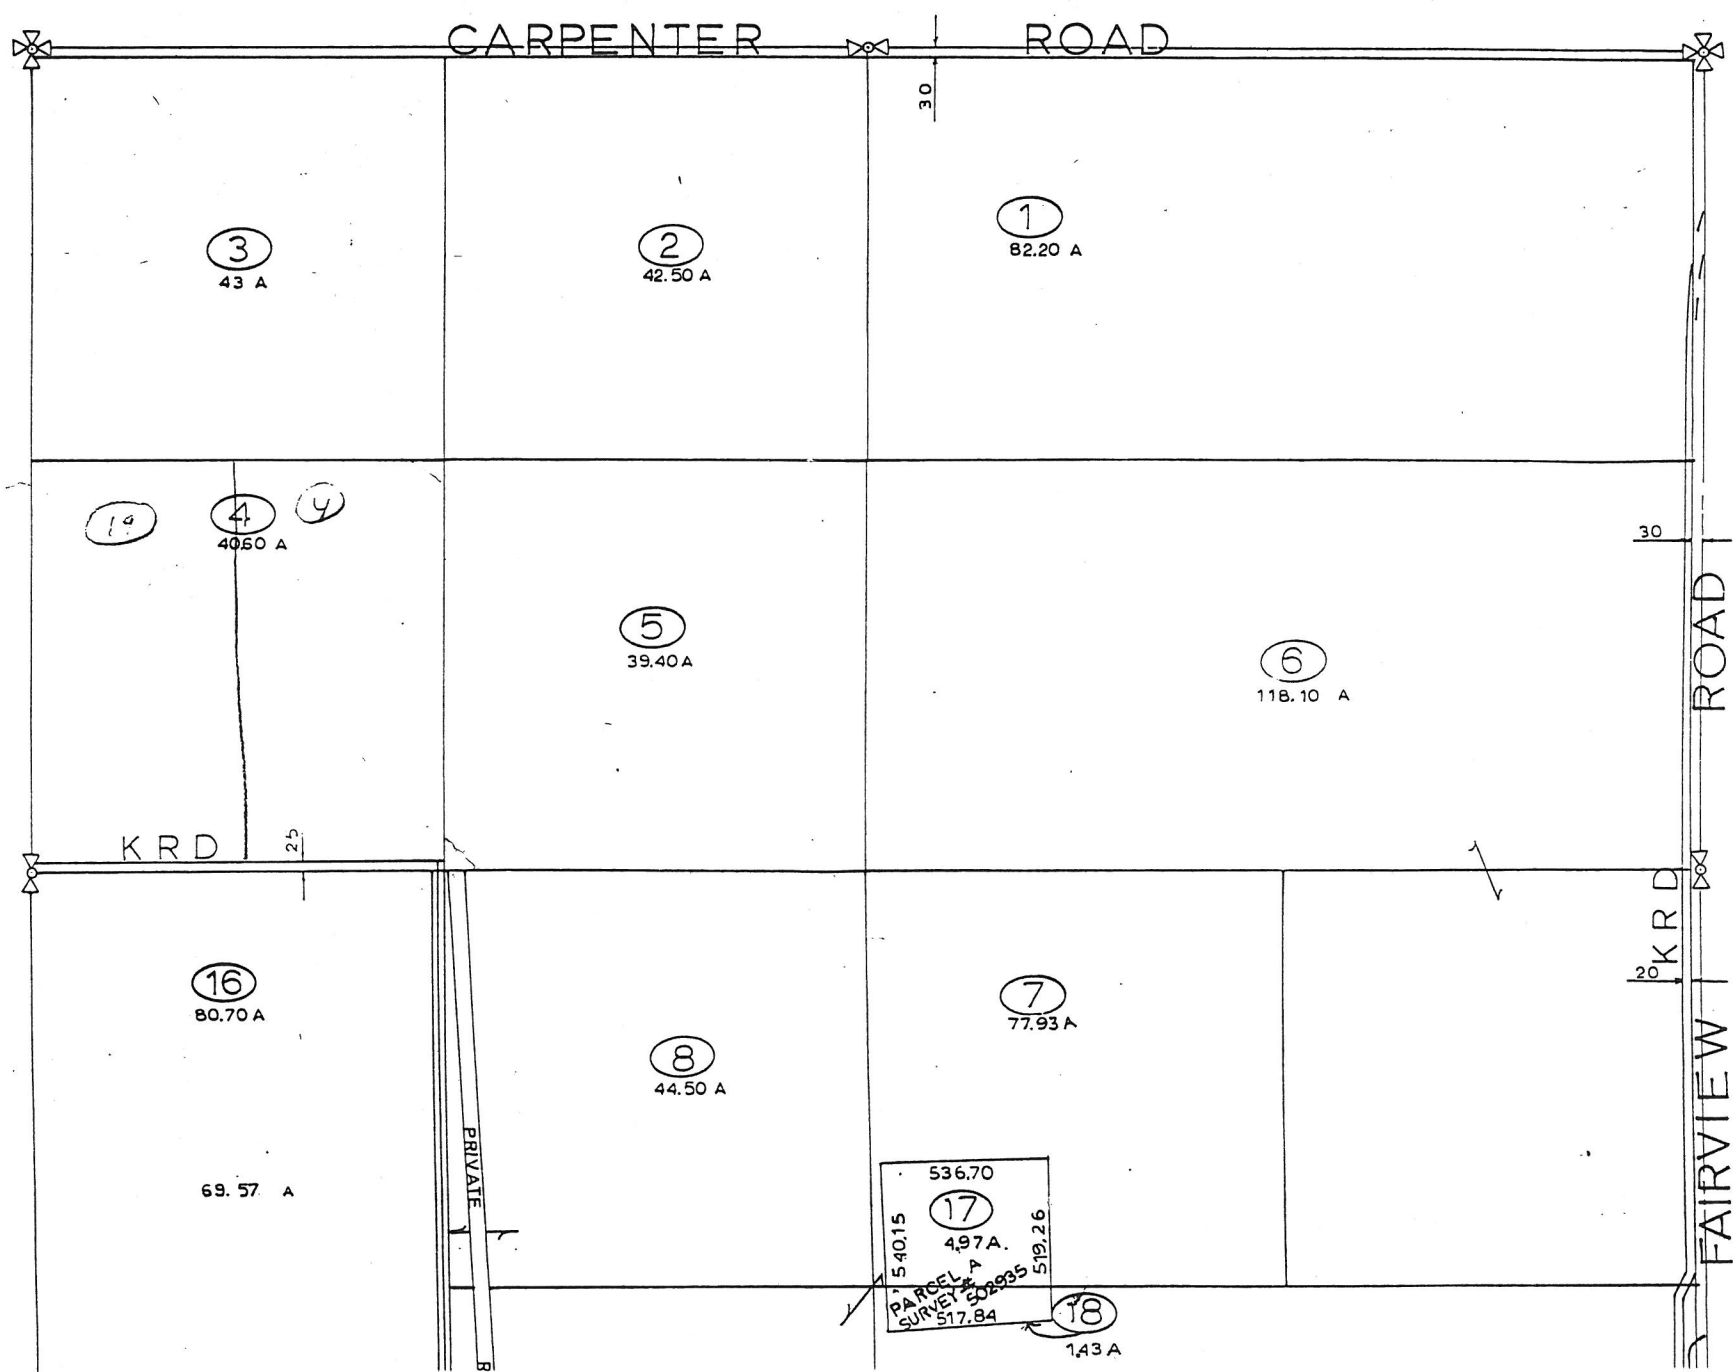 CARPENTER ROAD
30
3
43 A
2
42.50 A
1
82.20 A
19
4
y
40.60 A
30
5
39.40 A
6
118.10 A
ROAD
KRD
25
16
80.70 A
8
44.50 A
7
77.93 A
KRD
20
FAIRVIEW
69.57 A
PRIVATE
R
536.70
17
4.97 A.
540.15
519.26
PARCEL A
SURVEY # 502935
517.84
18
1.43 A